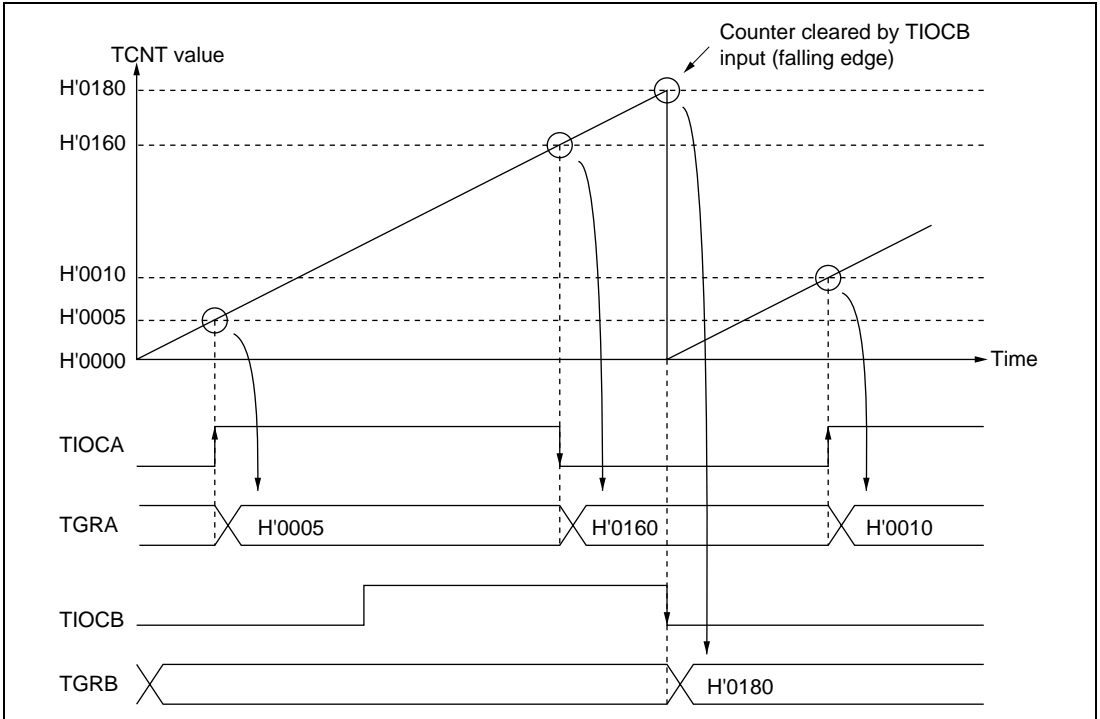 Counter cleared by TIOCB
input (falling edge)
TCNT value
H'0180
H'0160
H'0010
H'0005
H'0000
Time
TIOCA
TGRA
H'0005
H'0160
H'0010
TIOCB
TGRB
H'0180